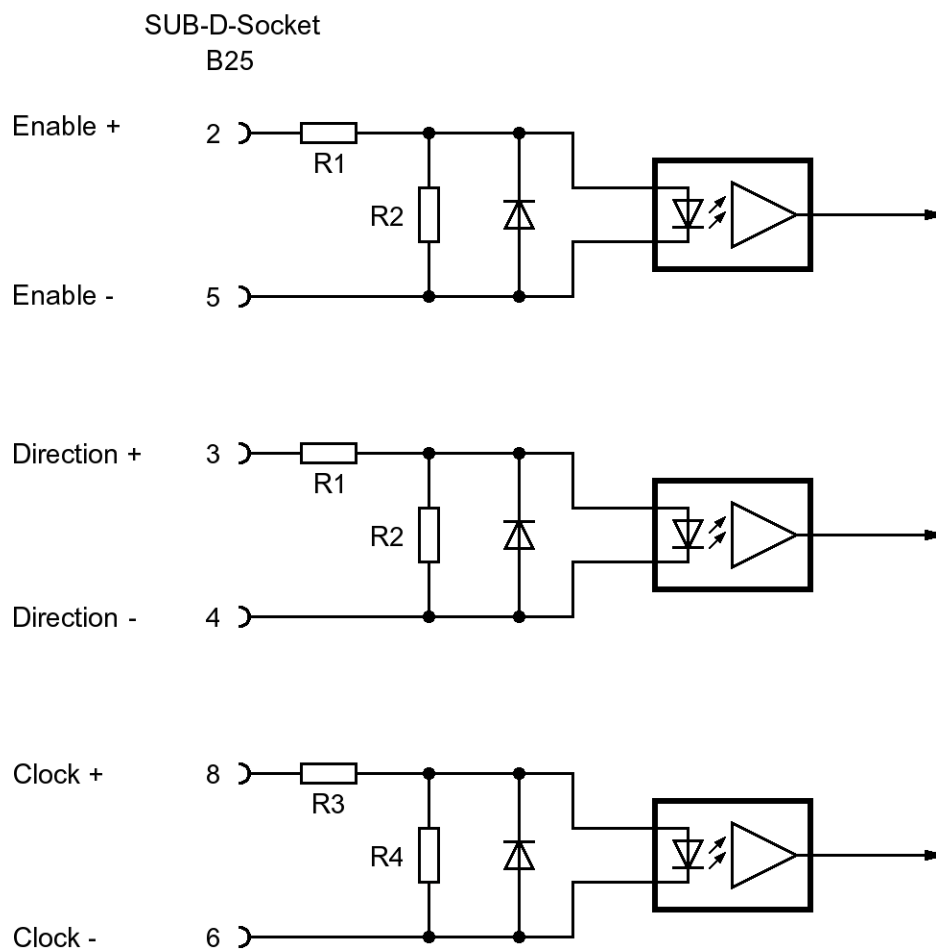 SUB-D-Socket
B25
Enable + 2
R1
R2
Enable - 5
Direction + 3
R1
R2
Direction - 4
Clock + 8
R3
R4
Clock - 6